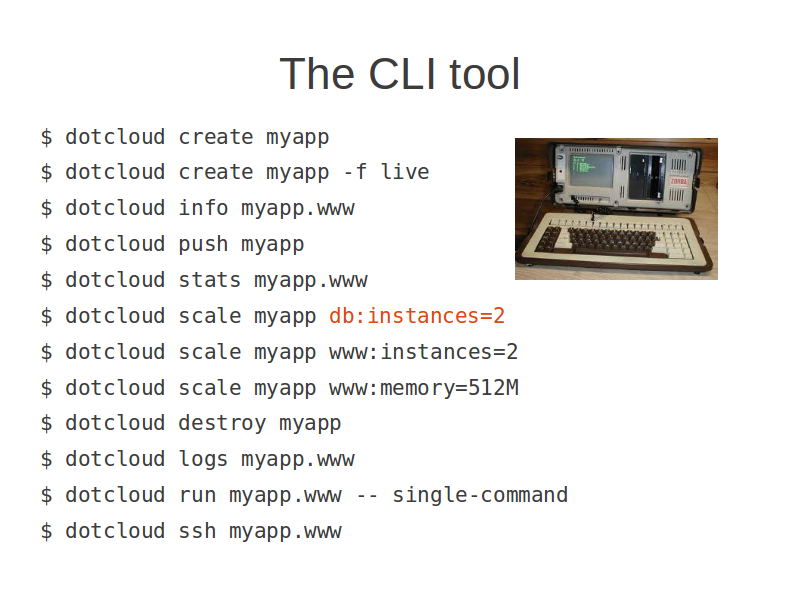 The CLI tool
$ dotcloud create myapp
$ dotcloud create myapp -f live
$ dotcloud info myapp.www
$ dotcloud push myapp
$ dotcloud stats myapp.www
$ dotcloud scale myapp db:instances=2
$ dotcloud scale myapp www:instances=2
$ dotcloud scale myapp www:memory=512M
$ dotcloud destroy myapp
$ dotcloud logs myapp.www
$ dotcloud run myapp.www -- single-command
$ dotcloud ssh myapp.www